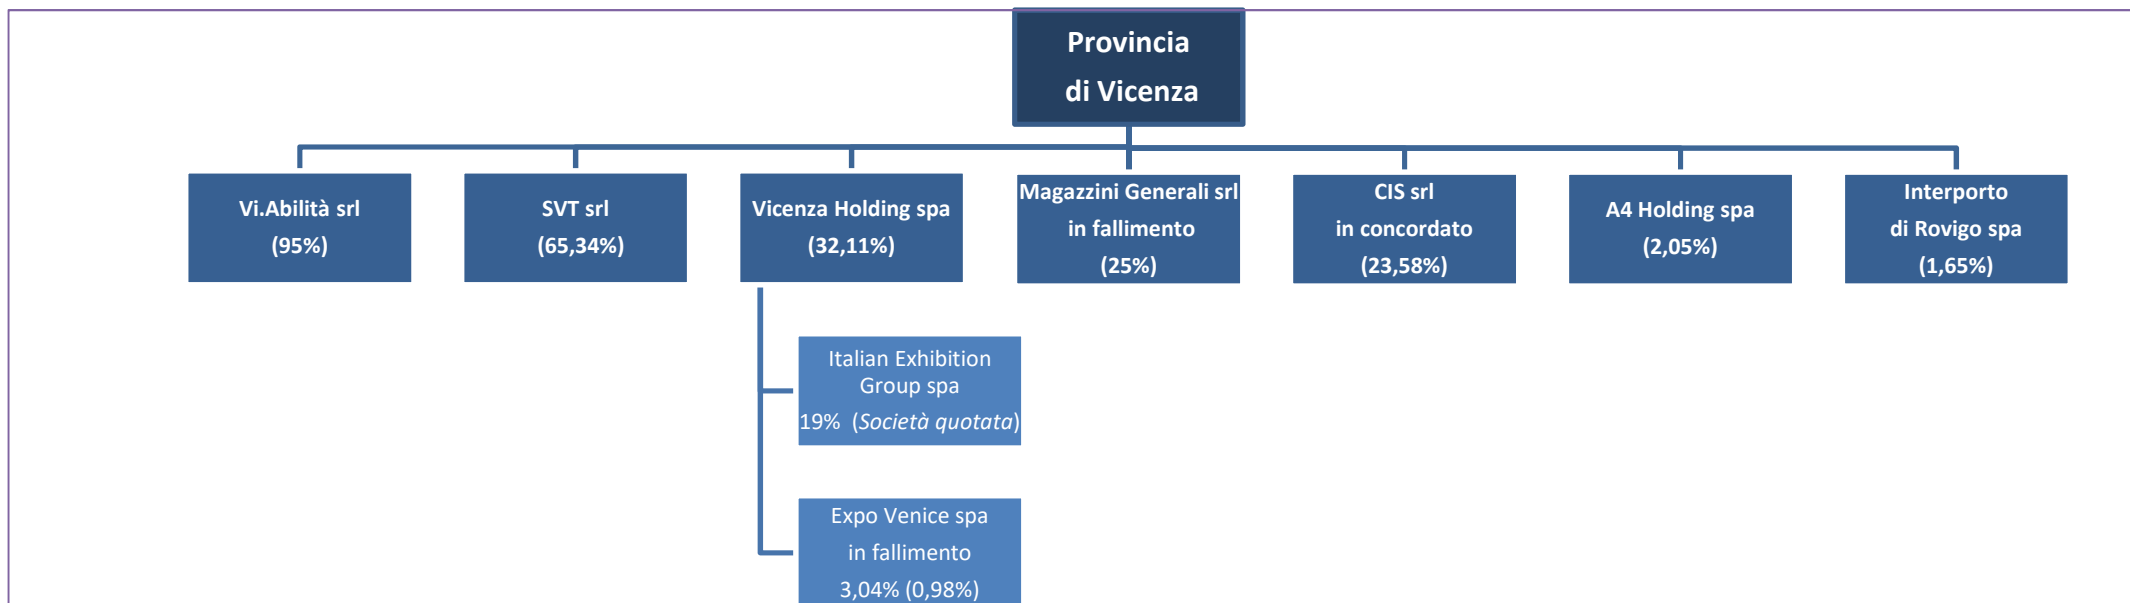 Provincia
di Vicenza
Vi.Abilità srl
(95%)
SVT srl
(65,34%)
Vicenza Holding spa
(32,11%)
Magazzini Generali srl
in fallimento
(25%)
CIS srl
in concordato
(23,58%)
A4 Holding spa
(2,05%)
Interporto
di Rovigo spa
(1,65%)
Italian Exhibition
Group spa
19% (Società quotata)
Expo Venice spa
in fallimento
3,04% (0,98%)